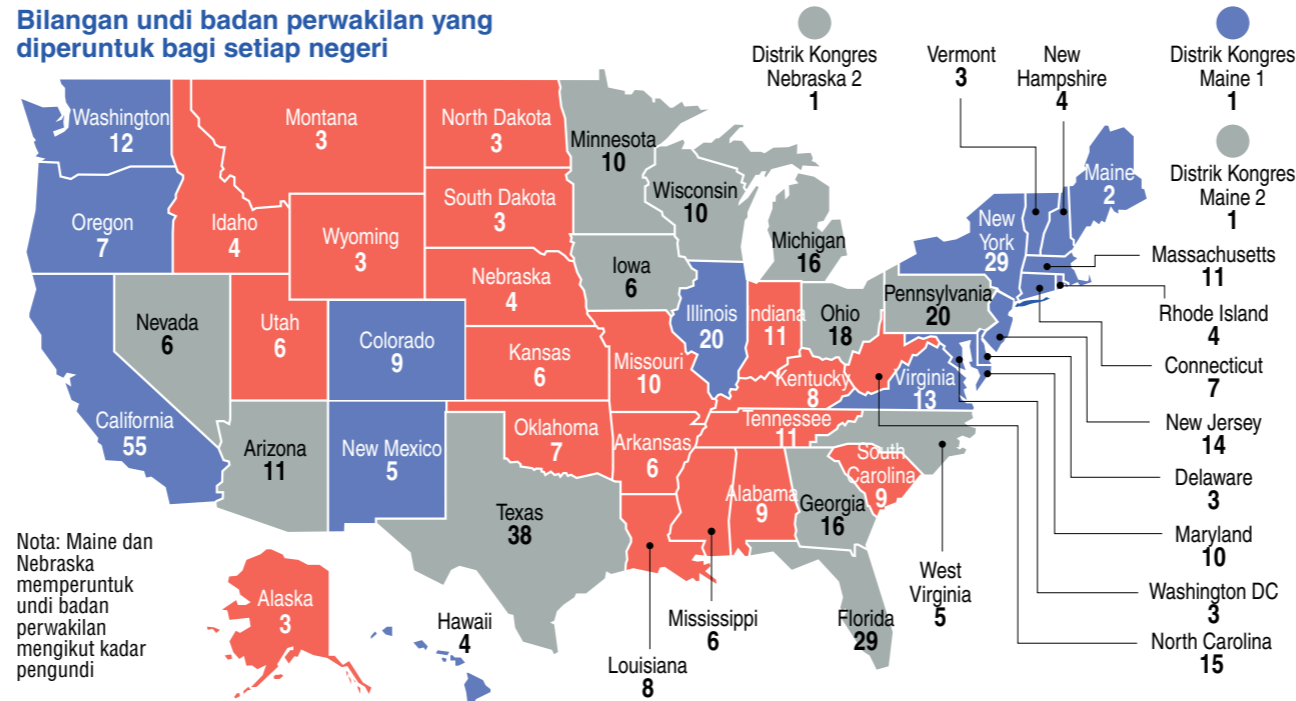 Bilangan undi badan perwakilan yang
diperuntuk bagi setiap negeri
Distrik Kongres
Nebraska 2
1
Vermont
3
New
Hampshire
4
Distrik Kongres
Maine 1
1
Distrik Kongres
Maine 2
1
Washington
12
Montana
3
North Dakota
3
Minnesota
10
Oregon
7
Idaho
4
Wyoming
3
South Dakota
3
Wisconsin
10
Michigan
16
New
York
29
Maine
2
Massachusetts
11
Rhode Island
4
Connecticut
7
New Jersey
14
Delaware
3
Maryland
10
Washington DC
3
North Carolina
15
Nevada
6
Utah
6
Colorado
9
Nebraska
4
Iowa
6
Illinois
20
Indiana
11
Ohio
18
Pennsylvania
20
California
55
Arizona
11
New Mexico
5
Kansas
6
Missouri
10
Kentucky
8
Virginia
13
Oklahoma
7
Arkansas
6
Tennessee
11
South
Carolina
9
Texas
38
Alabama
9
Georgia
16
West
Virginia
5
Florida
29
Mississippi
6
Louisiana
8
Nota: Maine dan
Nebraska
memperuntuk
undi badan
perwakilan
mengikut kadar
pengundi
Alaska
3
Hawaii
4